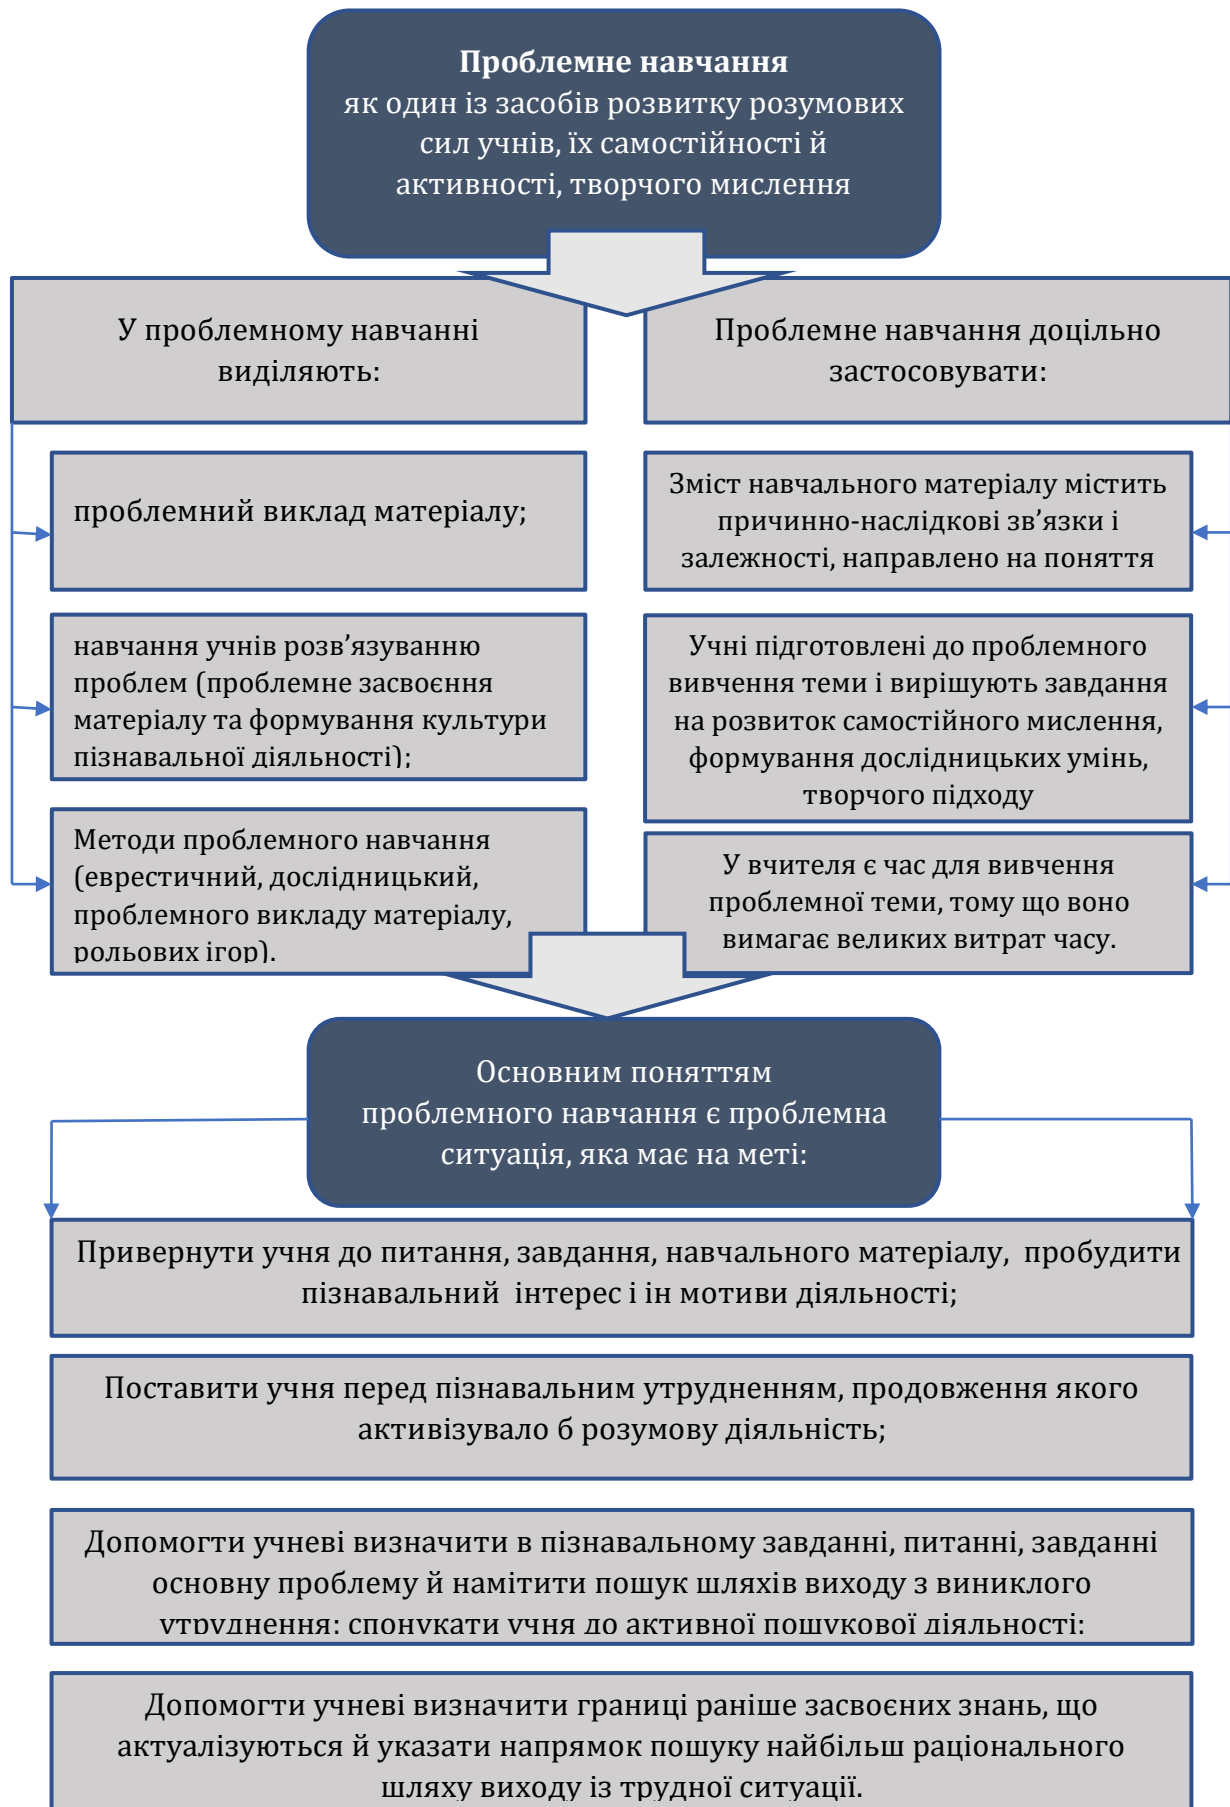 Проблемне навчання
як один із засобів розвитку розумових
сил учнів, їх самостійності й
активності, творчого мислення
У проблемному навчанні
виділяють:
проблемний виклад матеріалу;
навчання учнів розв’язуванню
проблем (проблемне засвоєння
матеріалу та формування культури
пізнавальної діяльності);
Методи проблемного навчання
(еврестичний, дослідницький,
проблемного викладу матеріалу,
рольових ігор).
Проблемне навчання доцільно
застосовувати:
Зміст навчального матеріалу містить
причинно-наслідкові зв’язки і
залежності, направлено на поняття
Учні підготовлені до проблемного
вивчення теми і вирішують завдання
на розвиток самостійного мислення,
формування дослідницьких умінь,
творчого підходу
У вчителя є час для вивчення
проблемної теми, тому що воно
вимагає великих витрат часу.
Основним поняттям
проблемного навчання є проблемна
ситуація, яка має на меті:
Привернути учня до питання, завдання, навчального матеріалу, пробудити
пізнавальний інтерес і ін мотиви діяльності;
Поставити учня перед пізнавальним утрудненням, продовження якого
активізувало б розумову діяльність;
Допомогти учневі визначити в пізнавальному завданні, питанні, завданні
основну проблему й намітити пошук шляхів виходу з виниклого
утруднення; спонукати учня до активної пошукової діяльності;
Допомогти учневі визначити границі раніше засвоєних знань, що
актуалізуються й указати напрямок пошуку найбільш раціонального
шляху виходу із трудної ситуації.